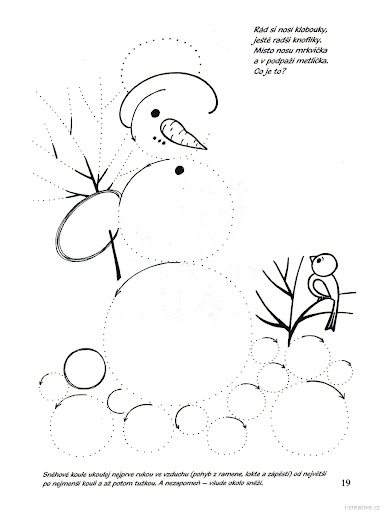 Rád si nosí klobouky,
ještě radši knoflíky.
Místo nosu mrkvička
a v podpaží metlička.
Co je to?
Sněhové koule ukoulej nejprve rukou ve vzduchu (pohyb z ramene, lokte a zápěstí) od největší
po nejmenší kouli a až potom tužkou. A nezapomeň – všude okolo sněží.
19
i-creative.cz